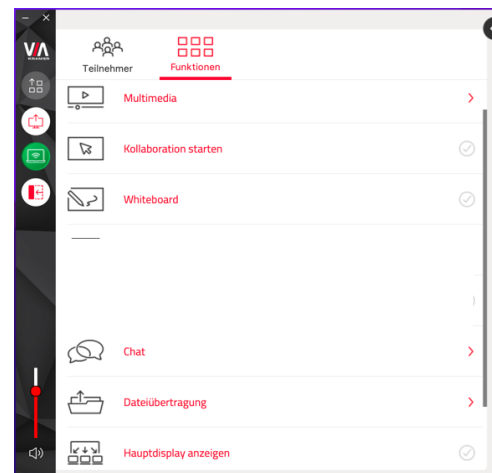 VIA
KRAMER
Teilnehmer
Funktionen
Multimedia
Kollaboration starten
Whiteboard
Chat
Dateiübertragung
Hauptdisplay anzeigen